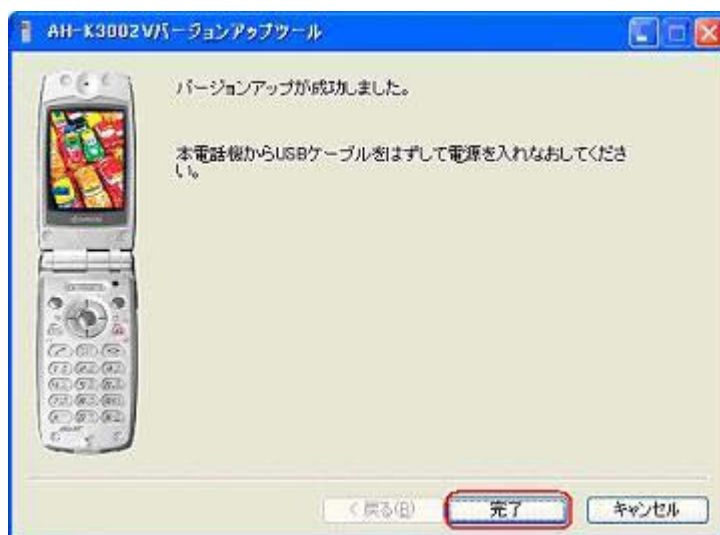 AH-K3002Vバージョンアップツール
バージョンアップが成功しました。
本電話機からUSBケーブルをはずして電源を入れなおしてくださ
い。
< 戻る(B)
完了
キャンセル